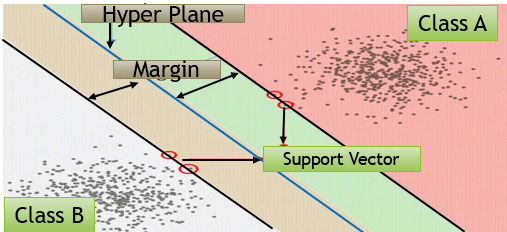 Hyper Plane
Class A
Margin
Support Vector
Class B